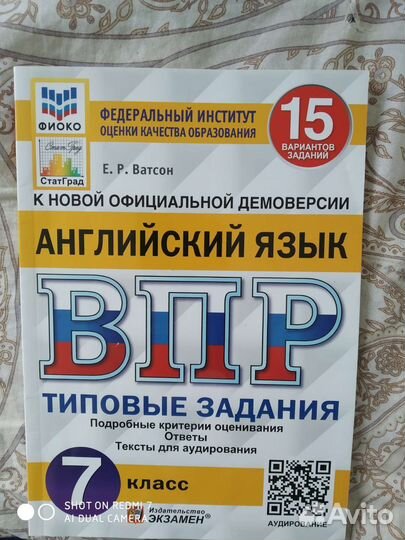 ФИОКО
ФЕДЕРАЛЬНЫЙ ИНСТИТУТ
ОЦЕНКИ КАЧЕСТВА ОБРАЗОВАНИЯ
15
ВАРИАНТОВ
ЗАДАНИЙ
СтатГрад
СтатГрад
Е. Р. Ватсон
К НОВОЙ ОФИЦИАЛЬНОЙ ДЕМОВЕРСИИ
АНГЛИЙСКИЙ ЯЗЫК
ВПР
ТИПОВЫЕ ЗАДАНИЯ
Подробные критерии оценивания
Ответы
Тексты для аудирования
7 класс
Издательство
ЭКЗАМЕН®
АУДИРОВАНИЕ
SHOT ON REDMI 7
AI DUAL CAMERA
Avito